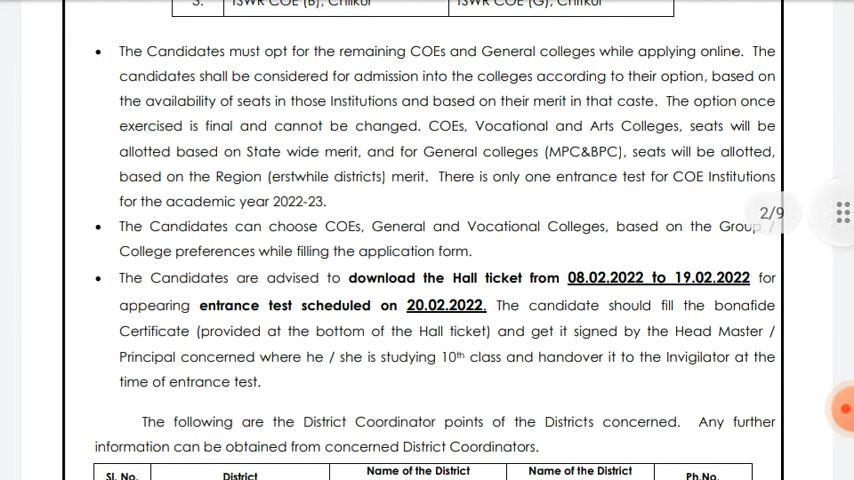 3. TSWR COE (B), Chilkur TSWR COE (G), Chilkur
• The Candidates must opt for the remaining COEs and General colleges while applying online. The
candidates shall be considered for admission into the colleges according to their option, based on
the availability of seats in those Institutions and based on their merit in that caste. The option once
exercised is final and cannot be changed. COEs, Vocational and Arts Colleges, seats will be
allotted based on State wide merit, and for General colleges (MPC&BPC), seats will be allotted,
based on the Region (erstwhile districts) merit. There is only one entrance test for COE Institutions
for the academic year 2022-23.
2/9
• The Candidates can choose COEs, General and Vocational Colleges, based on the Group /
College preferences while filling the application form.
• The Candidates are advised to download the Hall ticket from 08.02.2022 to 19.02.2022 for
appearing entrance test scheduled on 20.02.2022. The candidate should fill the bonafide
Certificate (provided at the bottom of the Hall ticket) and get it signed by the Head Master /
Principal concerned where he / she is studying 10th class and handover it to the Invigilator at the
time of entrance test.
The following are the District Coordinator points of the Districts concerned. Any further
information can be obtained from concerned District Coordinators.
Sl. No. District Name of the District Name of the District Ph.No.